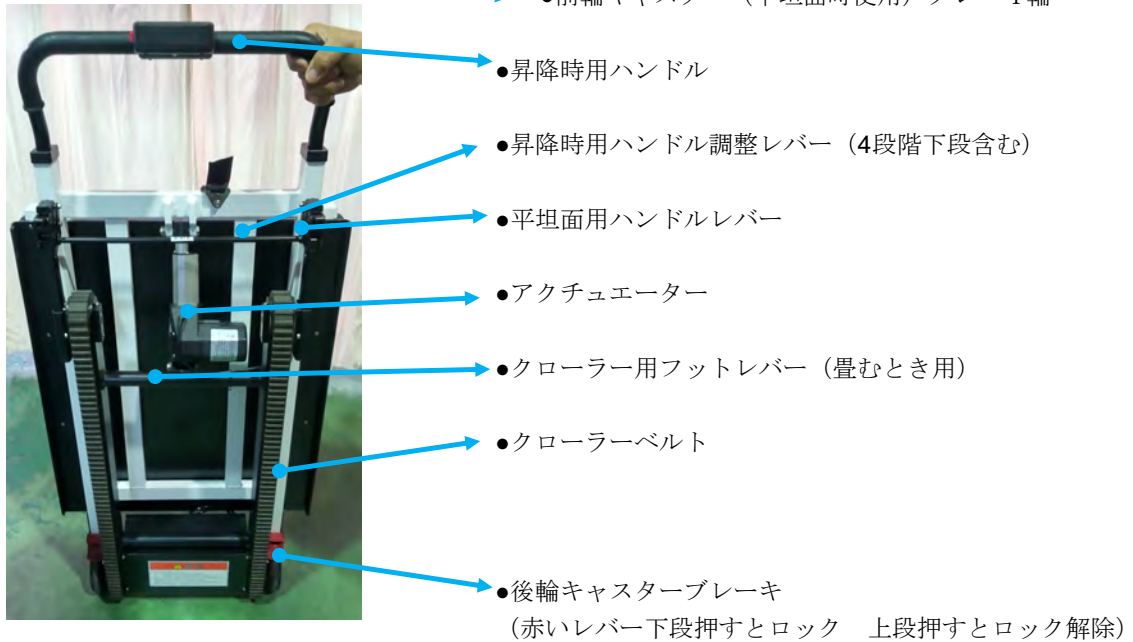 ●昇降時用ハンドル
●昇降時用ハンドル調整レバー（4段階下段含む）
●平坦面用ハンドルレバー
●アクチュエーター
●クローラー用フットレバー（畳むとき用）
●クローラーベルト
●後輪キャスターブレーキ
（赤いレバー下段押すとロック　上段押すとロック解除）